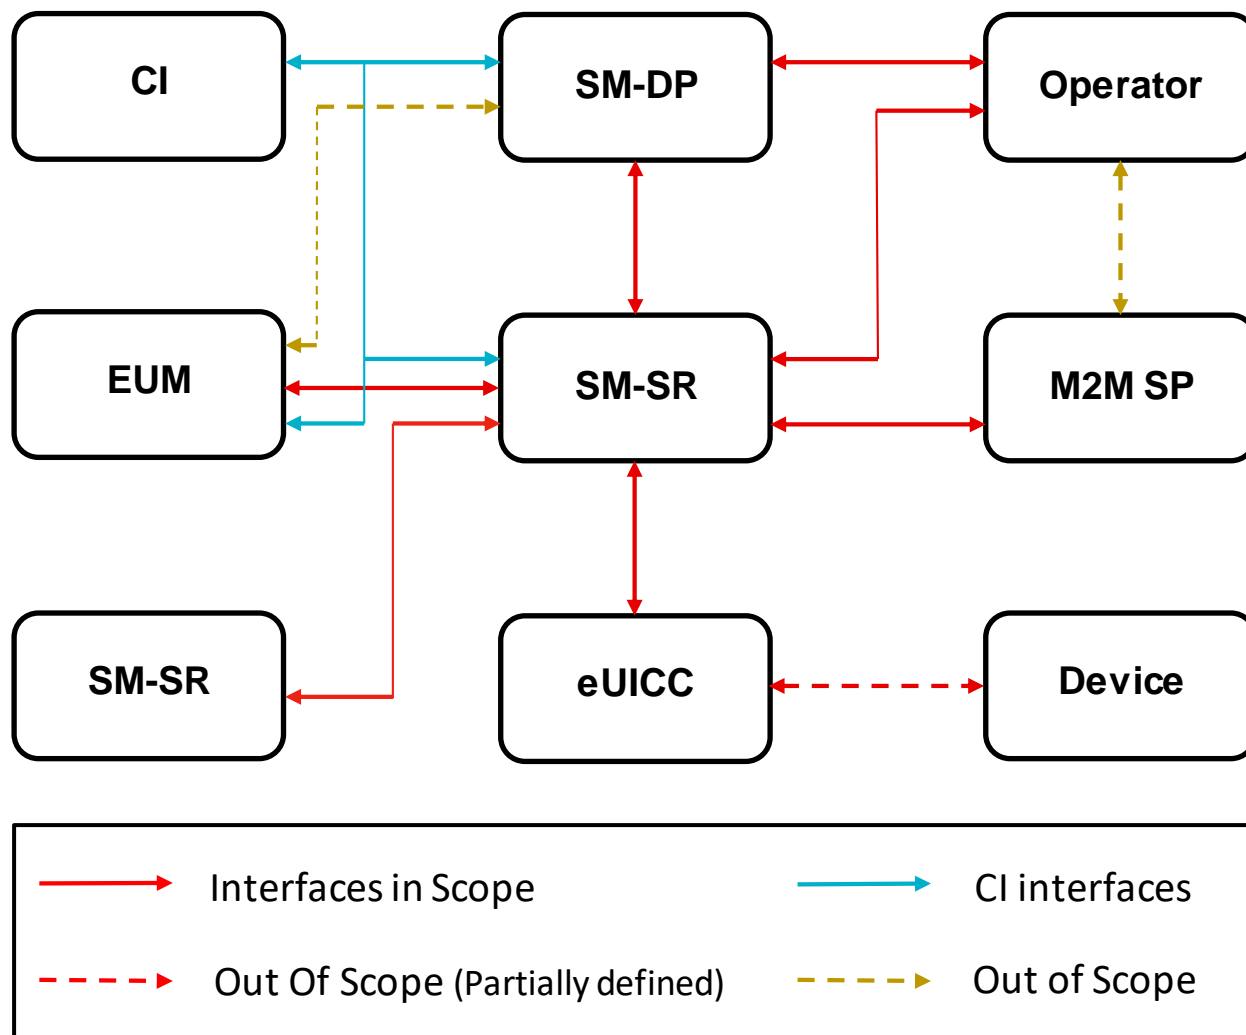 CI
SM-DP
Operator
EUM
SM-SR
M2M SP
SM-SR
eUICC
Device
Interfaces in Scope
CI interfaces
Out Of Scope (Partially defined)
Out of Scope